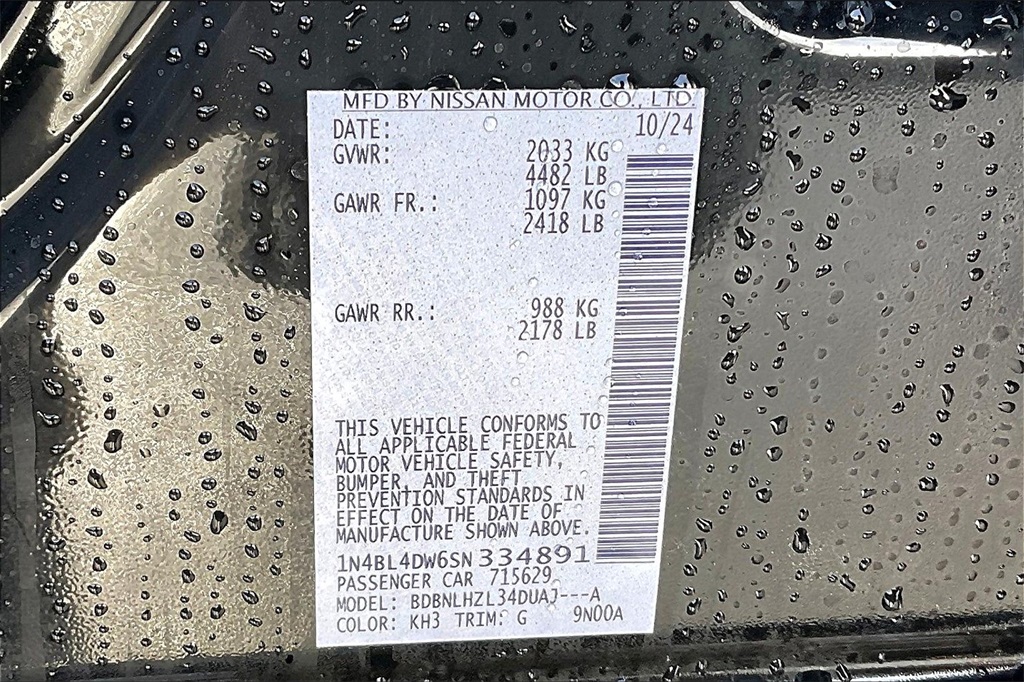 MFD BY NISSAN MOTOR CO., LTD.
DATE: 10/24
GVWR: 2033 KG
4482 LB
GAWR FR.: 1097 KG
2418 LB
GAWR RR.: 988 KG
2178 LB
THIS VEHICLE CONFORMS TO
ALL APPLICABLE FEDERAL
MOTOR VEHICLE SAFETY,
BUMPER, AND THEFT
PREVENTION STANDARDS IN
EFFECT ON THE DATE OF
MANUFACTURE SHOWN ABOVE.
1N4BL4DW6SN334891
PASSENGER CAR 715629
MODEL: BDBNLHZL34DUAJ---A
COLOR: KH3 TRIM: G 9N00A